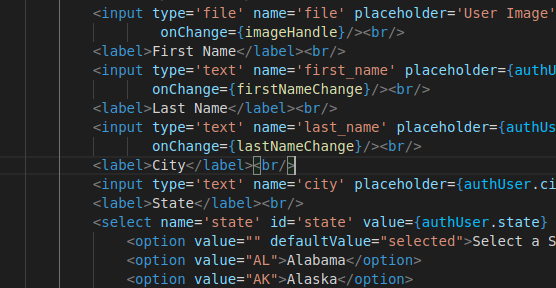 <input type='file' name='file' placeholder='User Image'
onChange={imageHandle}/><br/>
<label>First Name</label><br/>
<input type='text' name='first_name' placeholder={authU
onChange={firstNameChange}/><br/>
<label>Last Name</label><br/>
<input type='text' name='last_name' placeholder={authUs
onChange={lastNameChange}/><br/>
<label>City</label><br/>
<input type='text' name='city' placeholder={authUser.ci
<label>State</label><br/>
<select name='state' id='state' value={authUser.state}
<option value="" defaultValue="selected">Select a S
<option value="AL">Alabama</option>
<option value="AK">Alaska</option>